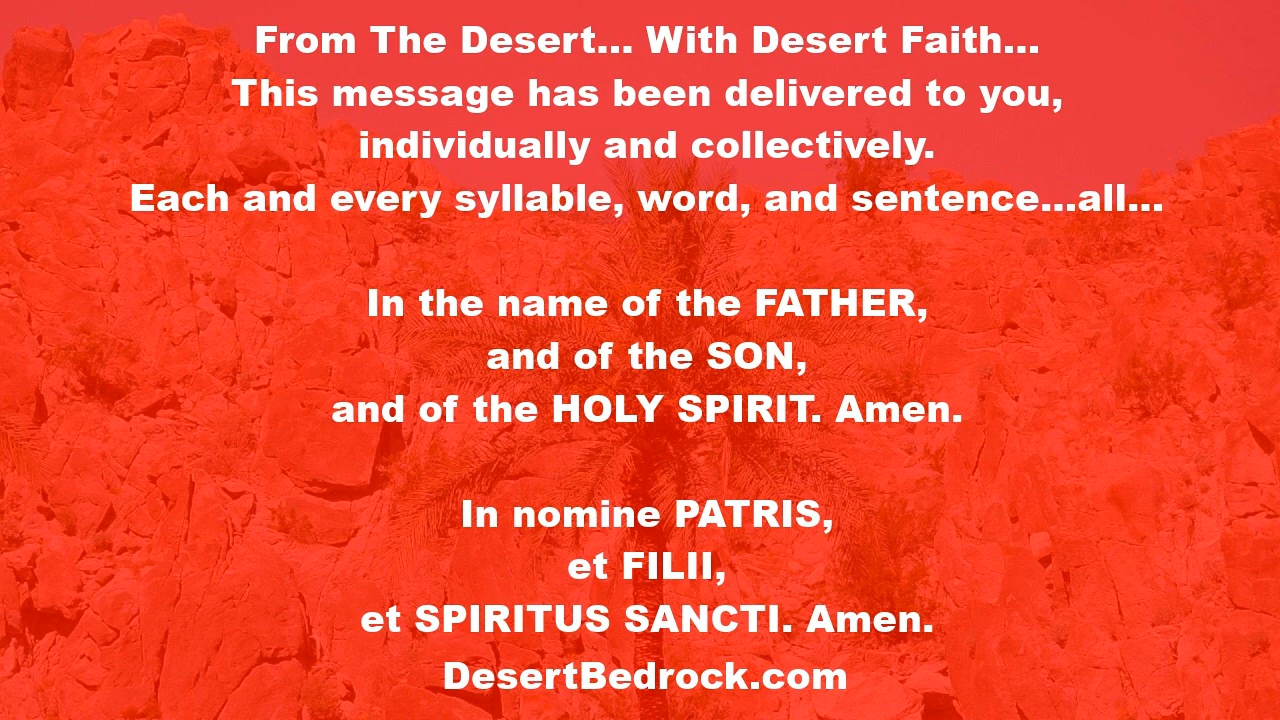 From The Desert... With Desert Faith...
This message has been delivered to you,
individually and collectively.
Each and every syllable, word, and sentence...all...
In the name of the FATHER,
and of the SON,
and of the HOLY SPIRIT. Amen.
In nomine PATRIS,
et FILII,
et SPIRITUS SANCTI. Amen.
DesertBedrock.com